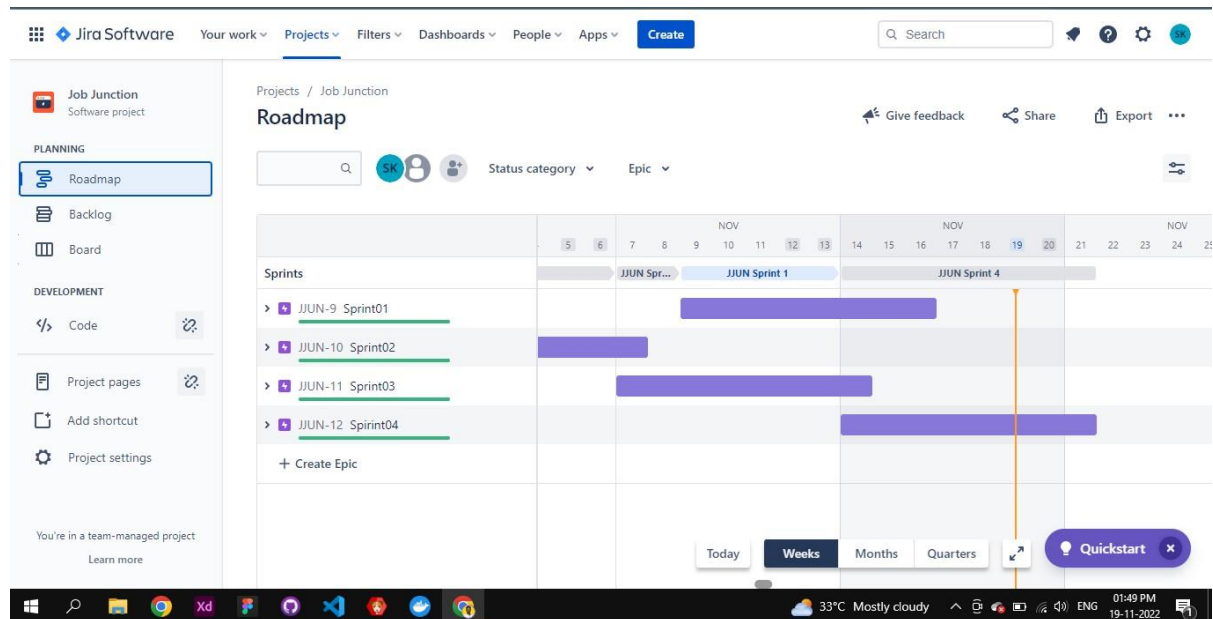 Jira Software Your work Projects Filters Dashboards People Apps Create Search SK
Job Junction
Software project
PLANNING
Roadmap
Backlog
Board
DEVELOPMENT
Code
Project pages
Add shortcut
Project settings
You're in a team-managed project
Learn more
Projects / Job Junction
Roadmap
Give feedback Share Export
SK Status category Epic
NOV NOV NOV
5 6 7 8 9 10 11 12 13 14 15 16 17 18 19 20 21 22 23 24 25
Sprints JJUN Spr... JJUN Sprint 1 JJUN Sprint 4
JJUN-9 Sprint01
JJUN-10 Sprint02
JJUN-11 Sprint03
JJUN-12 Spirint04
+ Create Epic
Today Weeks Months Quarters Quickstart
Xd 33°C Mostly cloudy ENG 01:49 PM
19-11-2022
1